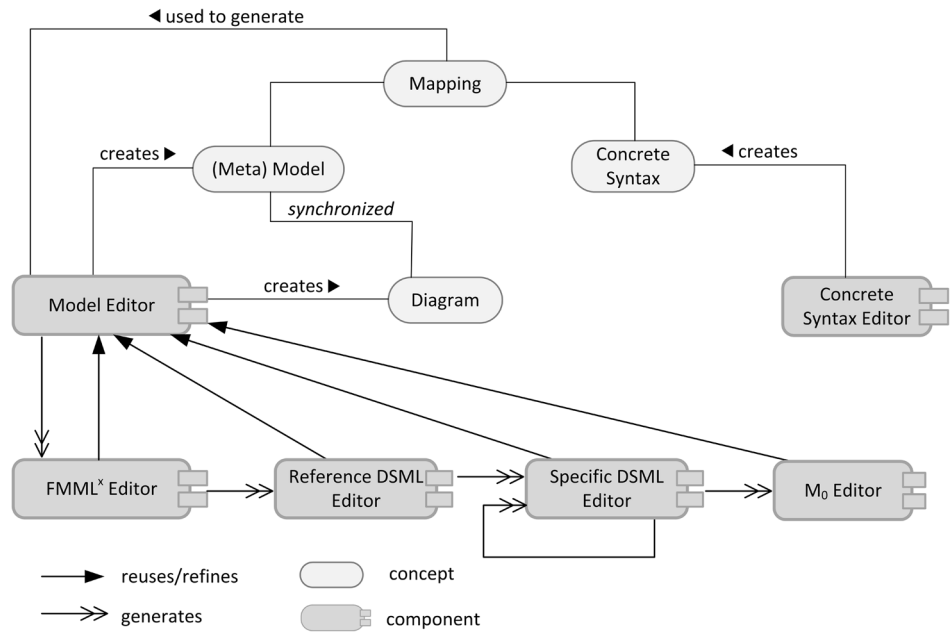 ◄ used to generate
Mapping
creates ►
(Meta) Model
Concrete
Syntax
◄ creates
synchronized
Model Editor
creates ►
Diagram
Concrete
Syntax Editor
FMMLˣ Editor
Reference DSML
Editor
Specific DSML
Editor
M₀ Editor
reuses/refines
concept
generates
component